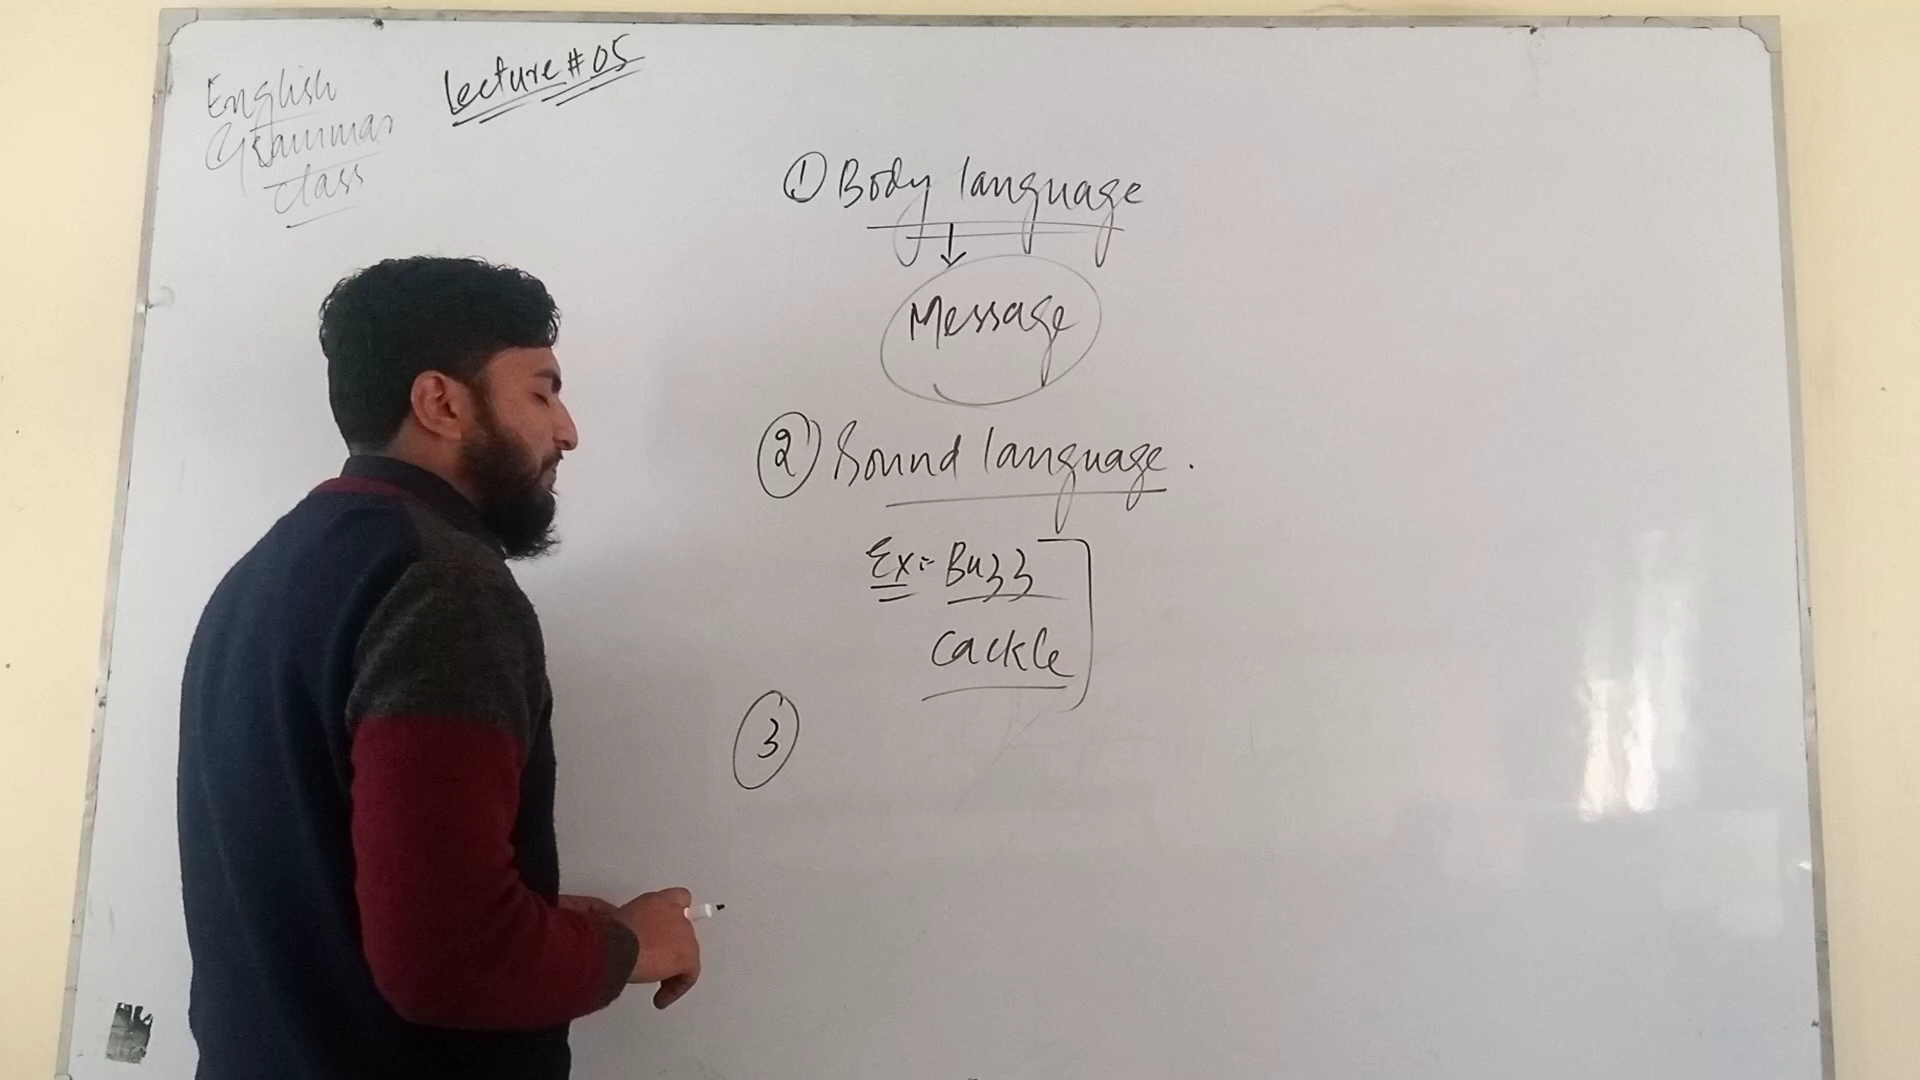 English
Grammar
class
Lecture # 05
① Body language
Message
② Sound language.
Ex:- Buzz
Cackle
③